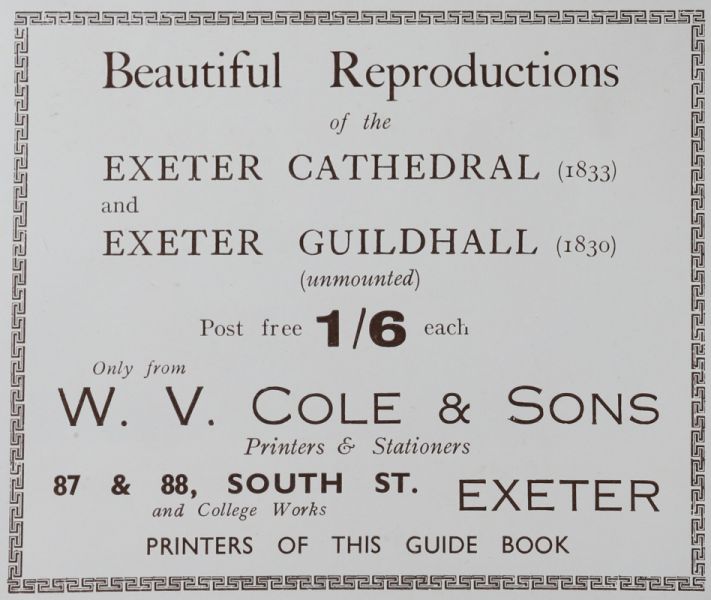 Beautiful Reproductions
of the
EXETER CATHEDRAL (1833)
and
EXETER GUILDHALL (1830)
(unmounted)
Post free 1/6 each
Only from
W. V. COLE & SONS
Printers & Stationers
87 & 88, SOUTH ST. EXETER
and College Works
PRINTERS OF THIS GUIDE BOOK